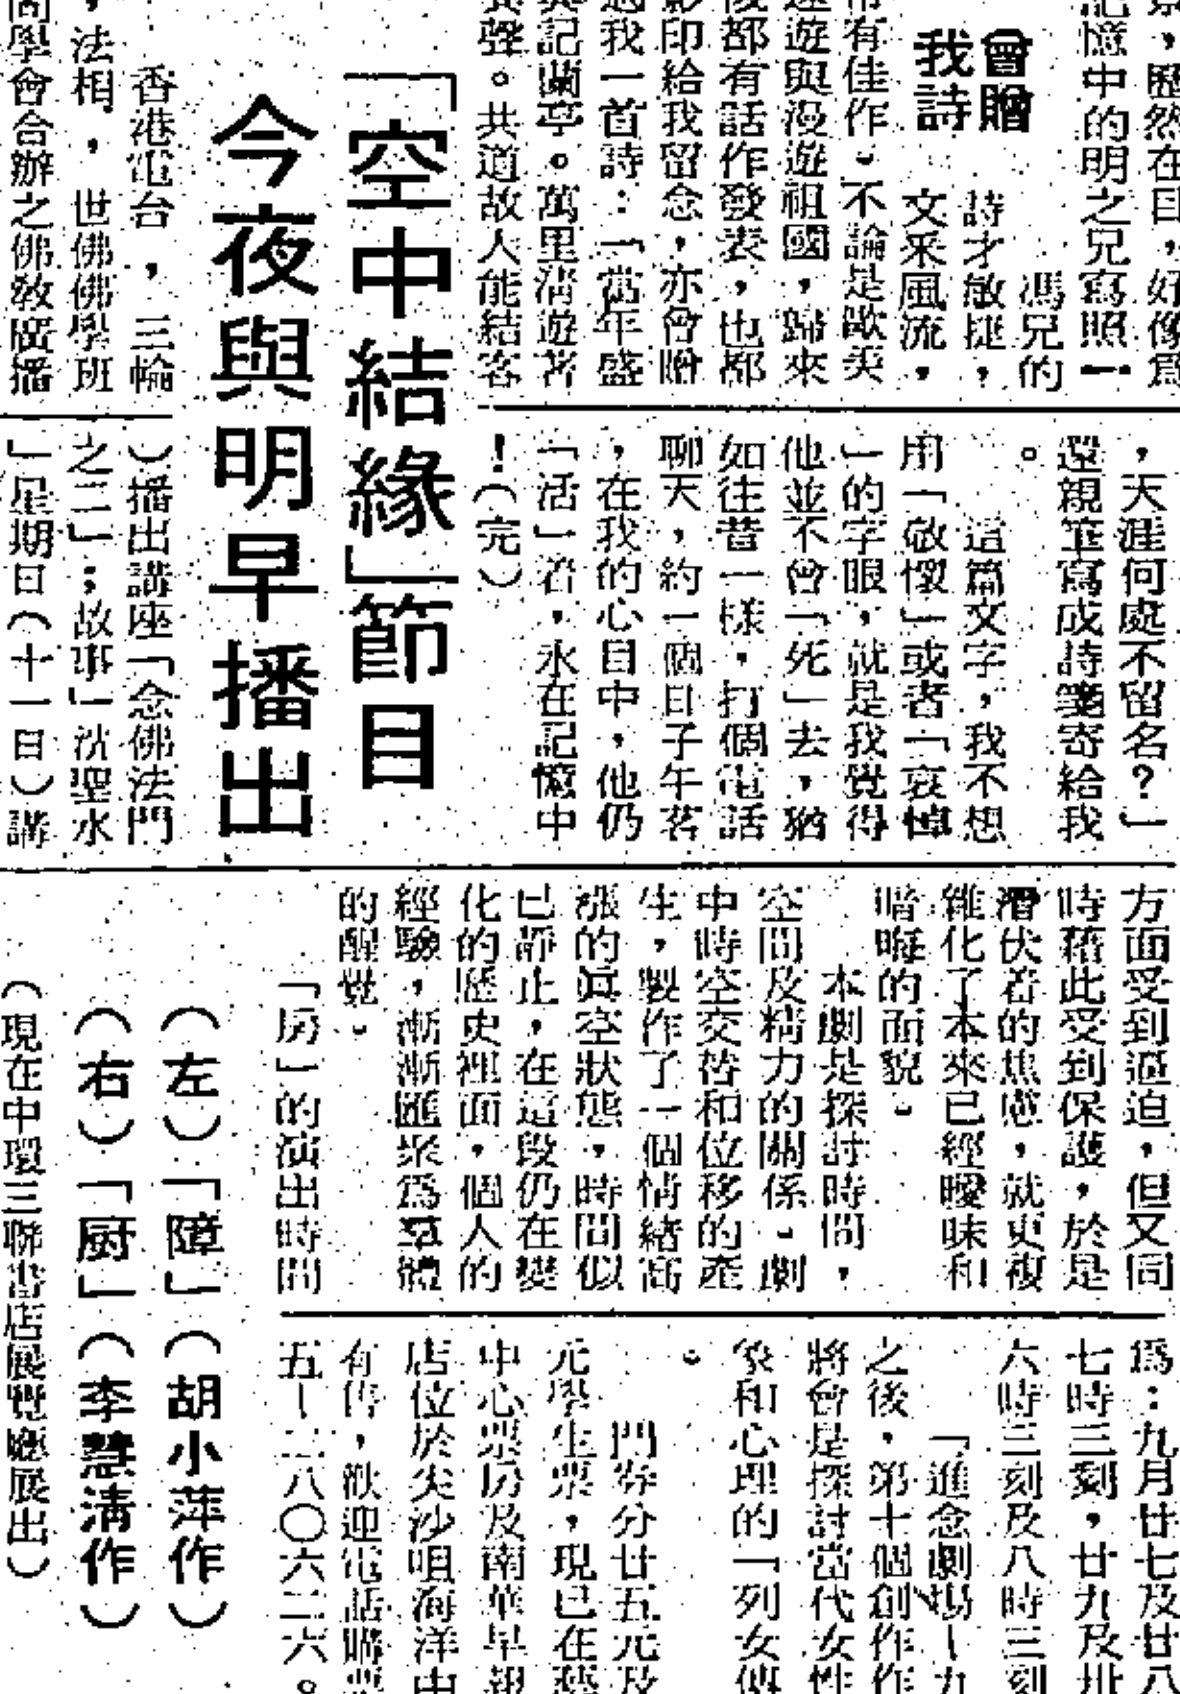 景，歷然在目，好像爲
記憶中的明之兄寫照—
曾贈
我詩
馮兄的
詩才敏捷，
文采風流，
常有佳作。不論是歐美
遠遊與漫遊祖國，歸來
後都有話作發表，也都
影印給我留念，亦曾贈
過我一首詩：「當年盛
與記蘭亭。萬里清遊著
聲。共道故人能結客
，天涯何處不留名？」
還親筆寫成詩箋寄給我
。
這篇文字，我不想
用「敬懷」或者「哀悼
」的字眼，就是我覺得
他並不曾「死」去，猶
如往昔一樣，打個電話
聊天，約一個日子午茗
，在我的心目中，他仍
「活」着，永在記憶中
！（完）
「空中結緣」節目
今夜與明早播出
香港電台，三輪
，法相，世佛佛學班
同學會合辦之佛敎廣播
）播出講座「念佛法門
之二」；故事」沈聖水
」星期日（十一日）講
方面受到逼迫，但又同
時藉此受到保護，於是
潛伏着的焦慮，就更複
雜化了本來已經曖昧和
暗晦的面貌。
本劇是探討時間，
空間及精力的關係。劇
中時空交替和位移的產
生，製作了一個情緒高
漲的眞空狀態，時間似
已靜止，在這段仍在變
化的歷史裡面，個人的
經驗，漸漸匯聚爲羣體
的醒覺。
「房」的演出時間
爲：九月廿七及廿八
七時三刻，廿九及卅
六時三刻及八時三刻
「進念劇場—九
之後，第十個創作作
將會是探討當代女性
象和心理的「列女傳
。
門券分廿五元及
元學生票，現已在藝
中心票房及南華早報
店位於尖沙咀海洋中
有售，歡迎電話購票
五—二八〇六二六。
（左）「障」（胡小萍作）
（右）「厨」（李慧清作）
（現在中環三聯書店展覽廳展出）